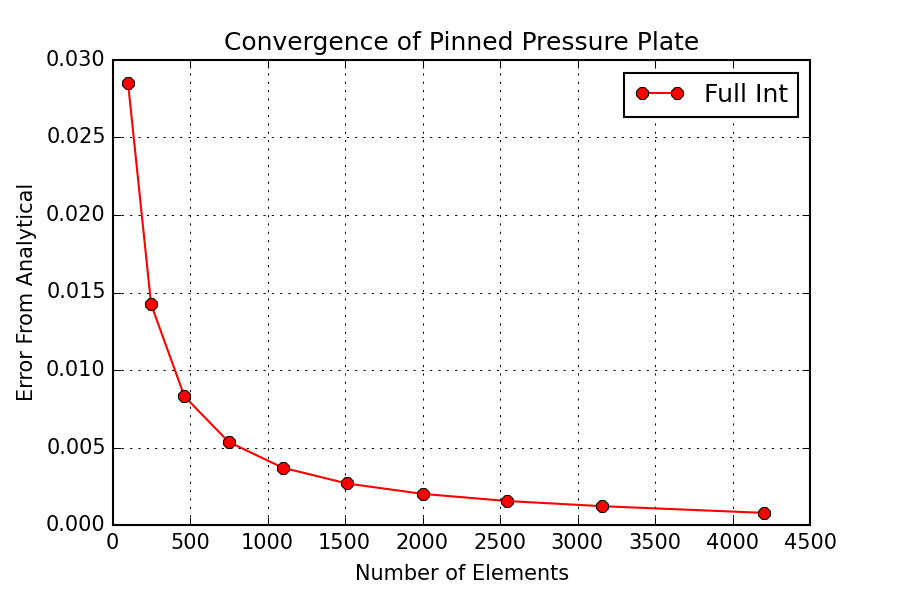 Convergence of Pinned Pressure Plate
Full Int
Error From Analytical
0.030
0.025
0.020
0.015
0.010
0.005
0.000
0 500 1000 1500 2000 2500 3000 3500 4000 4500
Number of Elements